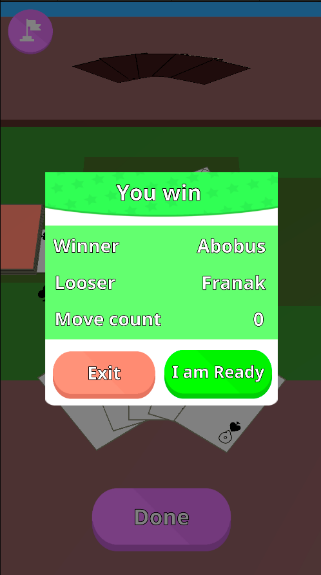 You win
Winner Abobus
Looser Franak
Move count 0
Exit I am Ready
Done